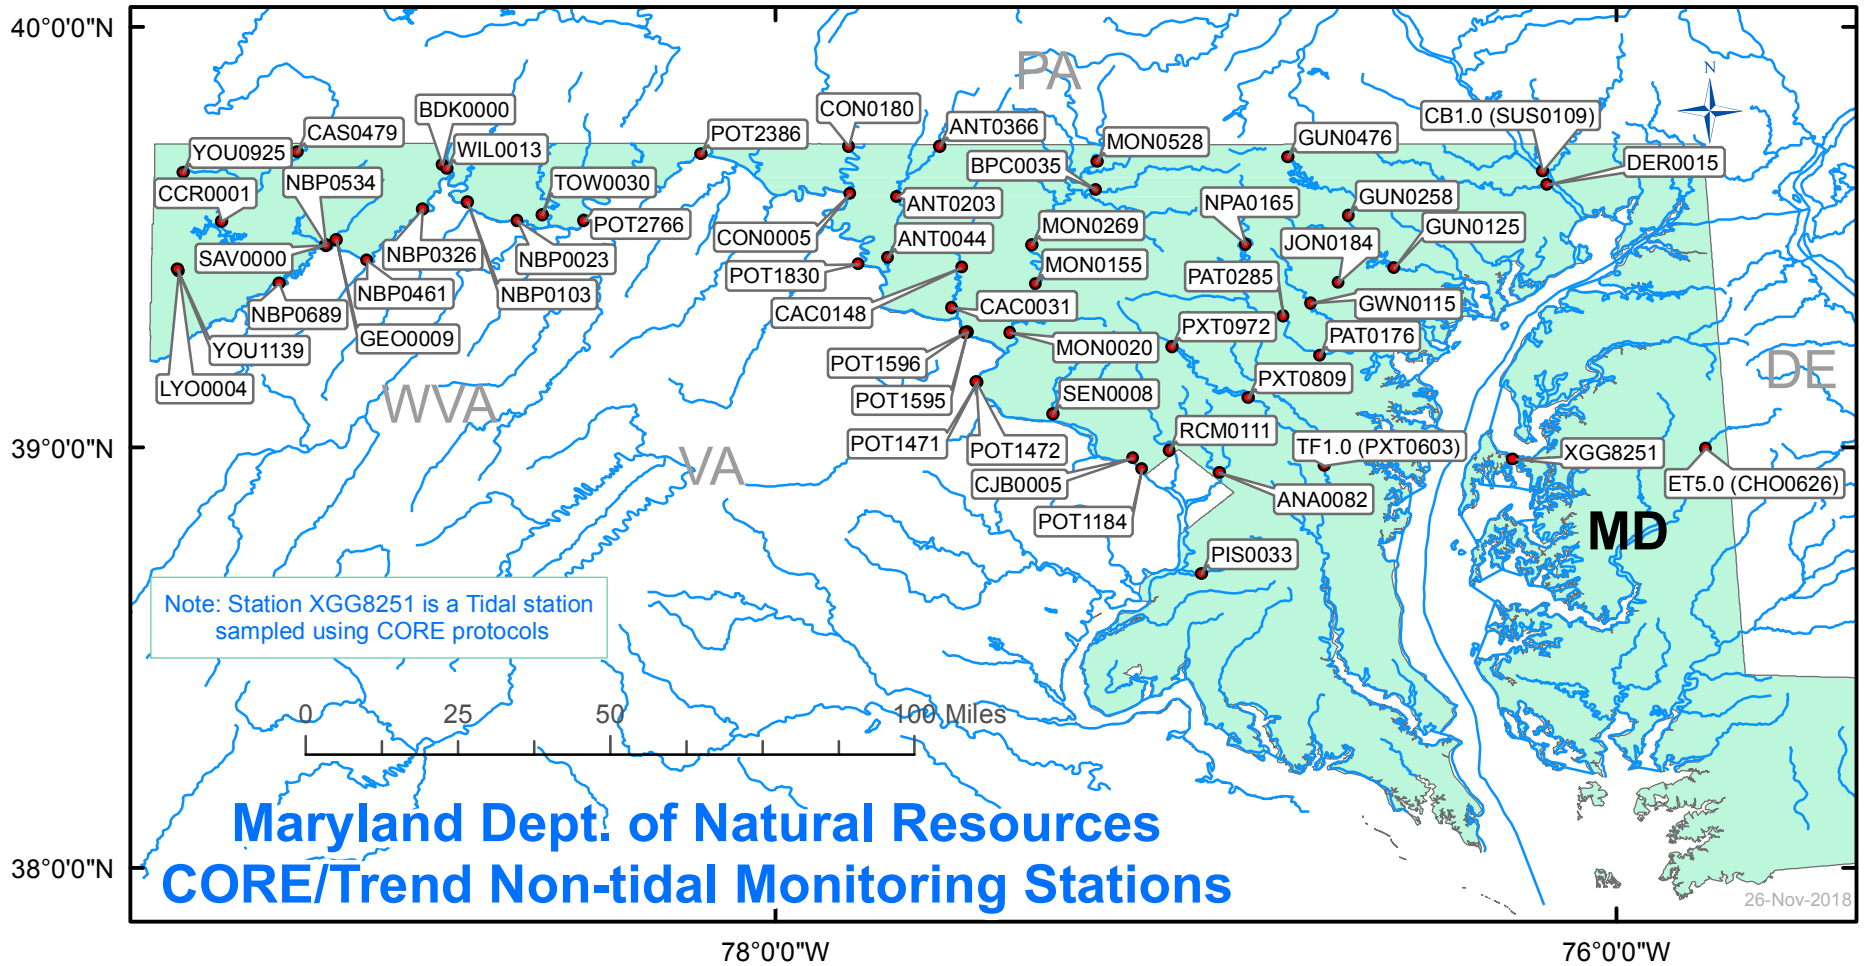 40°0'0"N
PA
N
CON0180
CB1.0 (SUS0109)
BDK0000
CAS0479
POT2386
ANT0366
MON0528
GUN0476
YOU0925
WIL0013
BPC0035
DER0015
CCR0001
NBP0534
TOW0030
ANT0203
NPA0165
GUN0258
POT2766
CON0005
MON0269
GUN0125
SAV0000
NBP0326
NBP0023
ANT0044
JON0184
POT1830
MON0155
PAT0285
NBP0461
NBP0103
NBP0689
CAC0148
CAC0031
GWN0115
YOU1139
GEO0009
PXT0972
PAT0176
LYO0004
POT1596
MON0020
PXT0809
DE
WVA
POT1595
SEN0008
39°0'0"N
POT1471
POT1472
RCM0111
TF1.0 (PXT0603)
XGG8251
VA
CJB0005
ANA0082
ET5.0 (CHO0626)
POT1184
MD
PIS0033
Note: Station XGG8251 is a Tidal station
sampled using CORE protocols
0 25 50 100 Miles
Maryland Dept. of Natural Resources
CORE/Trend Non-tidal Monitoring Stations
38°0'0"N
26-Nov-2018
78°0'0"W
76°0'0"W